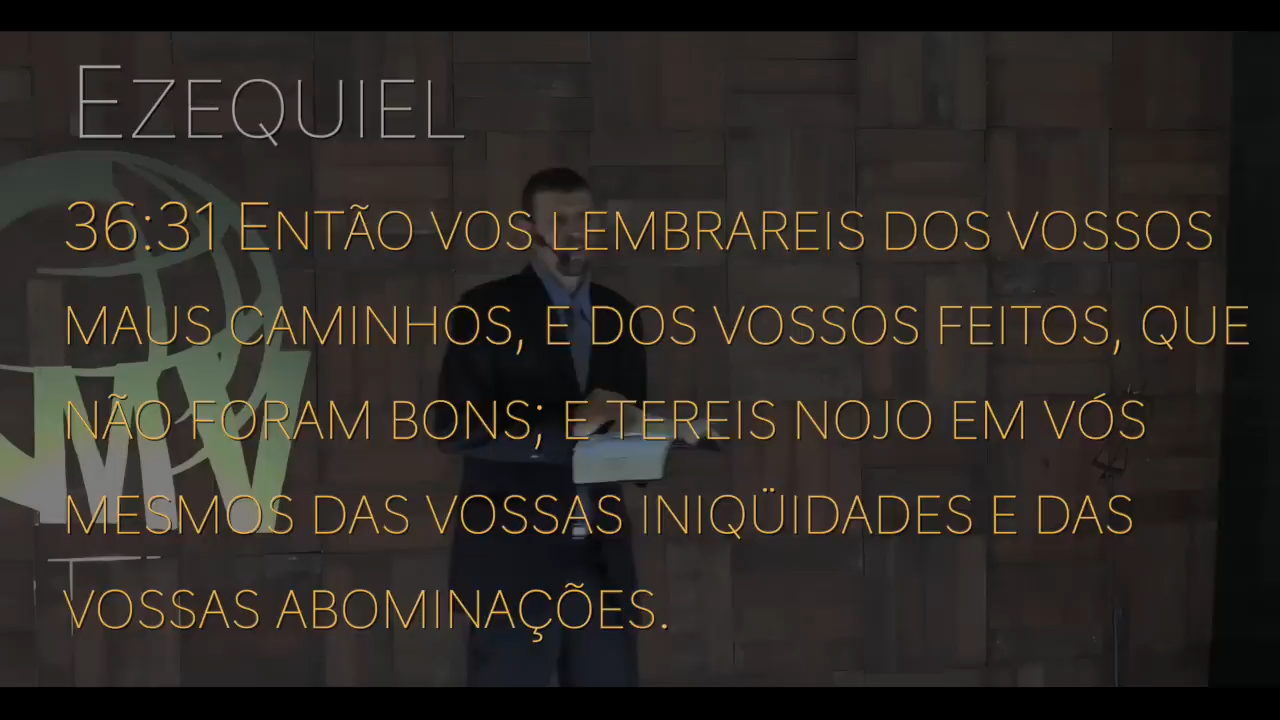 EZEQUIEL
36:31 ENTÃO VOS LEMBRAREIS DOS VOSSOS
MAUS CAMINHOS, E DOS VOSSOS FEITOS, QUE
NÃO FORAM BONS; E TEREIS NOJO EM VÓS
MESMOS DAS VOSSAS INIQÜIDADES E DAS
VOSSAS ABOMINAÇÕES.
MV